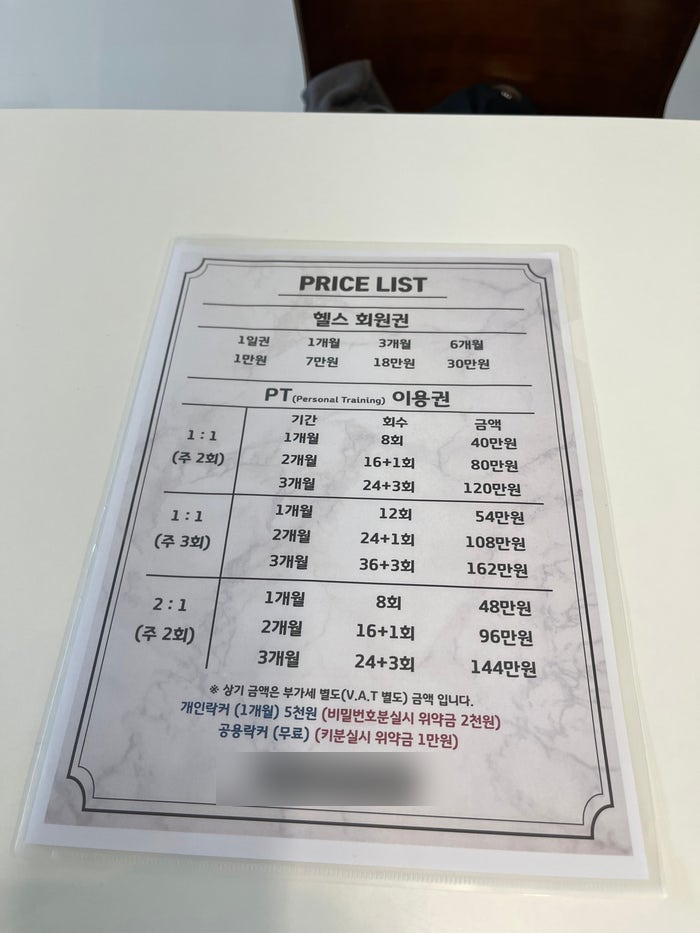 PRICE LIST
헬스 회원권
1일권 1개월 3개월 6개월
1만원 7만원 18만원 30만원
PT(Personal Training) 이용권
기간 회수 금액
1 : 1
(주 2회)
1개월 8회 40만원
2개월 16+1회 80만원
3개월 24+3회 120만원
1 : 1
(주 3회)
1개월 12회 54만원
2개월 24+1회 108만원
3개월 36+3회 162만원
2 : 1
(주 2회)
1개월 8회 48만원
2개월 16+1회 96만원
3개월 24+3회 144만원
※ 상기 금액은 부가세 별도(V.A.T 별도) 금액 입니다.
개인락커 (1개월) 5천원 (비밀번호분실시 위약금 2천원)
공용락커 (무료) (키분실시 위약금 1만원)